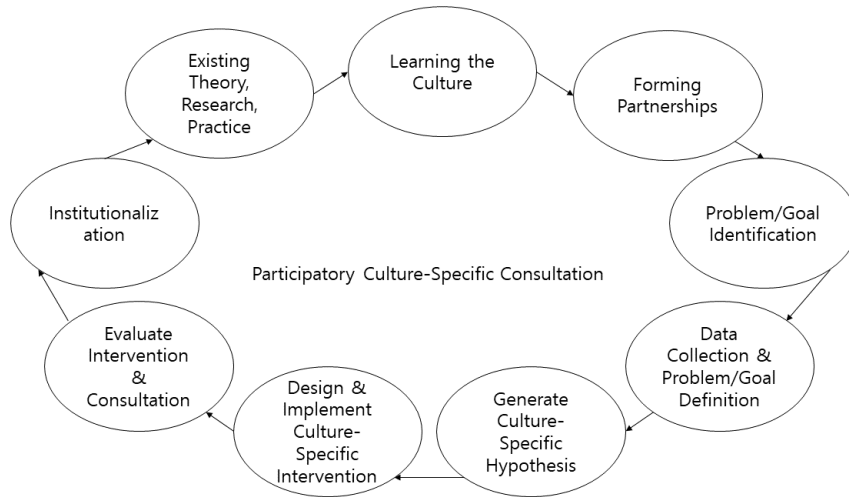 Existing
Theory,
Research,
Practice
Learning the
Culture
Forming
Partnerships
Problem/Goal
Identification
Data
Collection &
Problem/Goal
Definition
Generate
Culture-
Specific
Hypothesis
Design &
Implement
Culture-
Specific
Intervention
Evaluate
Intervention
&
Consultation
Institutionaliz
ation
Participatory Culture-Specific Consultation